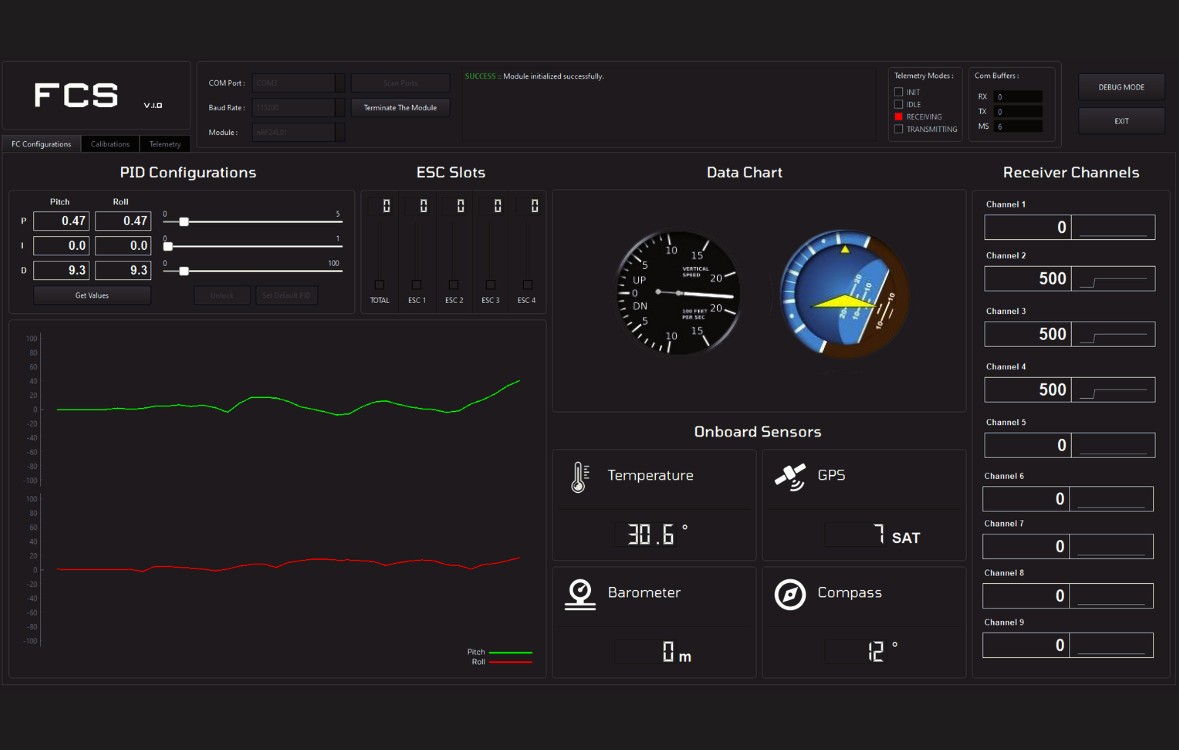 FCS
V.1.0
COM Port :
COM3
Scan Ports
Baud Rate :
115200
Terminate The Module
Module :
nRF24L01
SUCCESS :: Module initialized successfully.
Telemetry Modes :
INIT
IDLE
RECEIVING
TRANSMITTING
Com Buffers :
RX 0
TX 0
MS 6
DEBUG MODE
EXIT
FC Configurations
Calibrations
Telemetry
PID Configurations
Pitch Roll
P 0.47 0.47 0 5
I 0.0 0.0 0 1
D 9.3 9.3 0 100
Get Values
Upload
Set Default PID
ESC Slots
0 0 0 0 0
TOTAL ESC 1 ESC 2 ESC 3 ESC 4
100
80
60
40
20
0
-20
-40
-60
-80
-100
100
80
60
40
20
0
-20
-40
-60
-80
-100
Pitch
Roll
Data Chart
10
15
5
VERTICAL
SPEED
20
UP
0
DN
100 FEET
PER SEC
20
5
15
10
20
10
10
20
10
10
Onboard Sensors
Temperature
30.6 °
GPS
7 SAT
Barometer
0 m
Compass
12 °
Receiver Channels
Channel 1
0
Channel 2
500
Channel 3
500
Channel 4
500
Channel 5
0
Channel 6
0
Channel 7
0
Channel 8
0
Channel 9
0